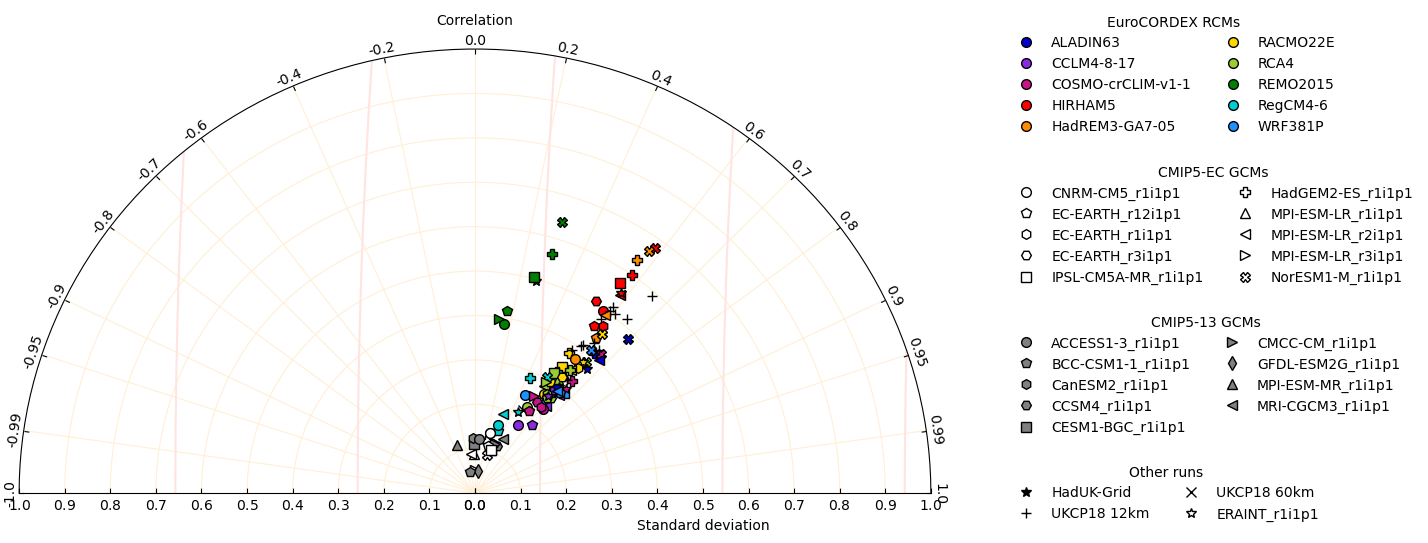 Correlation
0.0
-0.2
0.2
-0.4
0.4
-0.6
0.6
-0.7
0.7
-0.8
0.8
-0.9
0.9
-0.95
0.95
-0.99
0.99
-1.0
1.0
1.0 0.9 0.8 0.7 0.6 0.5 0.4 0.3 0.2 0.1 0.0 0.1 0.2 0.3 0.4 0.5 0.6 0.7 0.8 0.9 1.0
Standard deviation
EuroCORDEX RCMs
ALADIN63
CCLM4-8-17
COSMO-crCLIM-v1-1
HIRHAM5
HadREM3-GA7-05
RACMO22E
RCA4
REMO2015
RegCM4-6
WRF381P
CMIP5-EC GCMs
CNRM-CM5_r1i1p1
EC-EARTH_r12i1p1
EC-EARTH_r1i1p1
EC-EARTH_r3i1p1
IPSL-CM5A-MR_r1i1p1
HadGEM2-ES_r1i1p1
MPI-ESM-LR_r1i1p1
MPI-ESM-LR_r2i1p1
MPI-ESM-LR_r3i1p1
NorESM1-M_r1i1p1
CMIP5-13 GCMs
ACCESS1-3_r1i1p1
BCC-CSM1-1_r1i1p1
CanESM2_r1i1p1
CCSM4_r1i1p1
CESM1-BGC_r1i1p1
CMCC-CM_r1i1p1
GFDL-ESM2G_r1i1p1
MPI-ESM-MR_r1i1p1
MRI-CGCM3_r1i1p1
Other runs
HadUK-Grid
UKCP18 12km
UKCP18 60km
ERAINT_r1i1p1